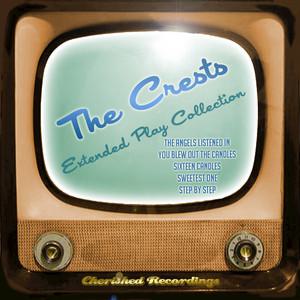 The Crests
Extended Play Collection
THE ANGELS LISTENED IN
YOU BLEW OUT THE CANDLES
SIXTEEN CANDLES
SWEETEST ONE
STEP BY STEP
Cherished Recordings